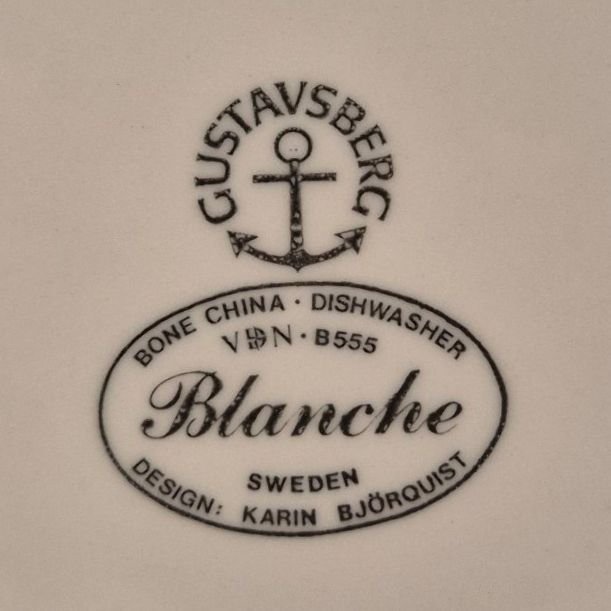 GUSTAVSBERG
BONE CHINA · DISHWASHER
VDN · B555
Blanche
SWEDEN
DESIGN: KARIN BJÖRQUIST